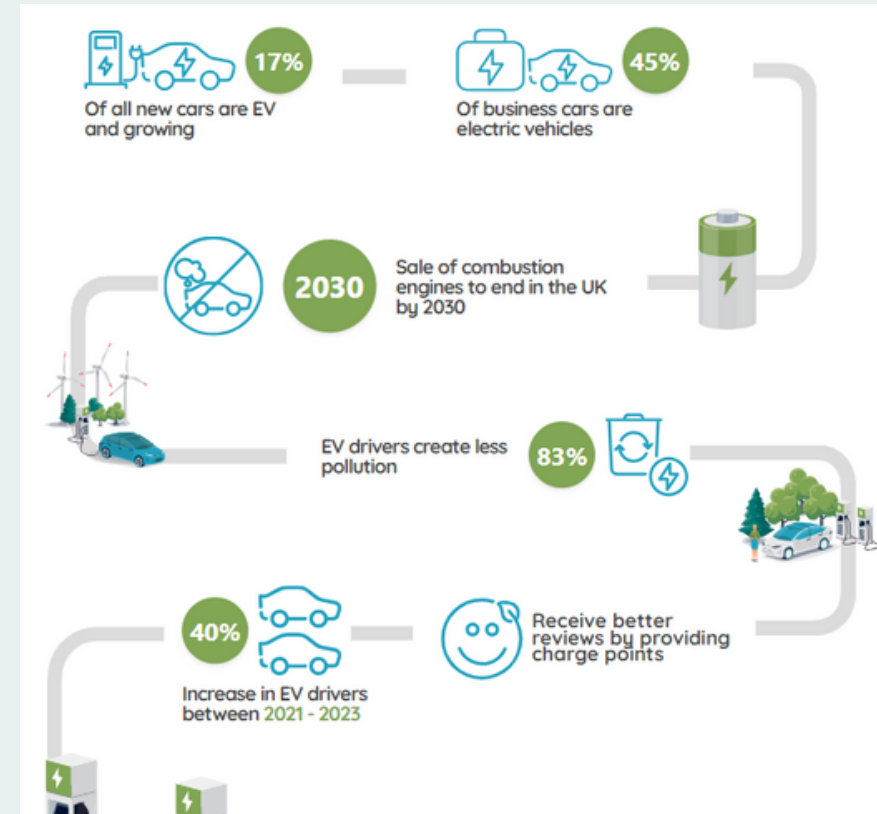 17%
Of all new cars are EV
and growing
45%
Of business cars are
electric vehicles
2030
Sale of combustion
engines to end in the UK
by 2030
EV drivers create less
pollution
83%
Receive better
reviews by providing
charge points
40%
Increase in EV drivers
between 2021 - 2023